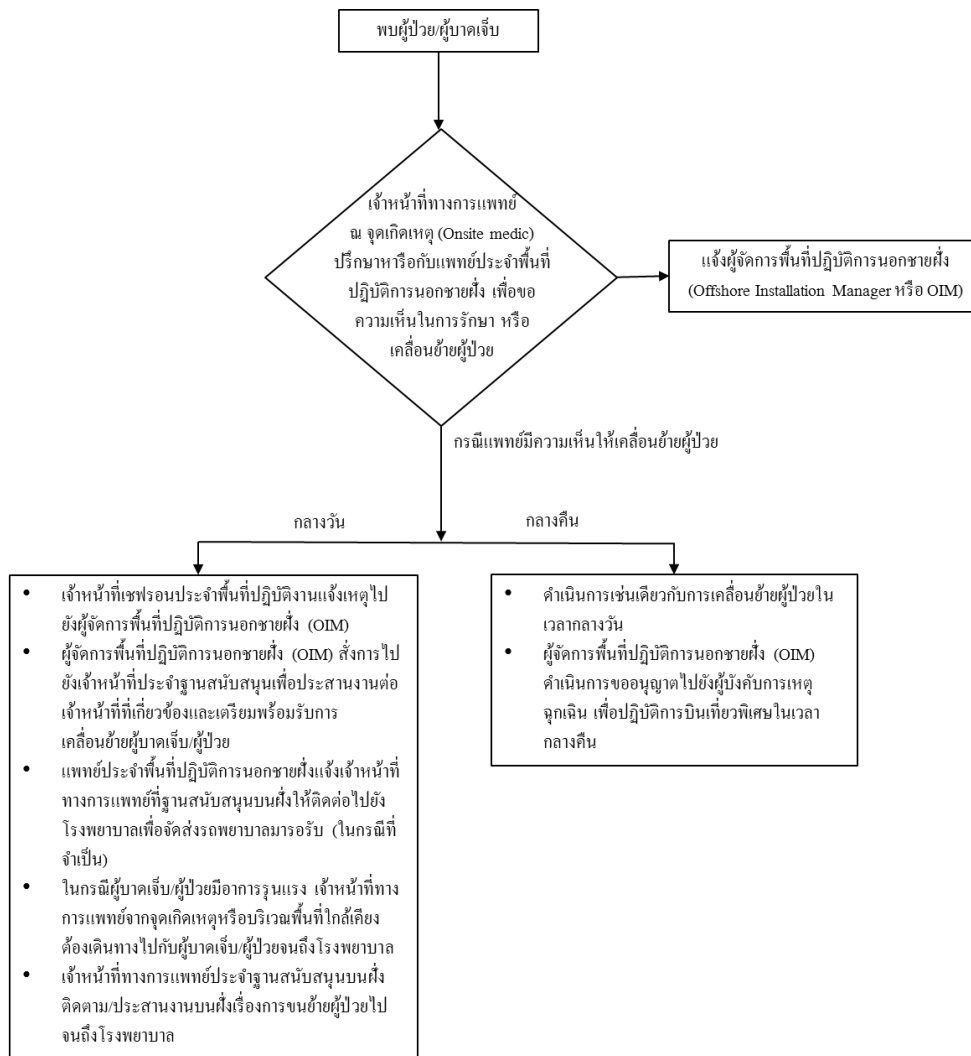 พบผู้ป่วย/ผู้บาดเจ็บ
เจ้าหน้าที่ทางการแพทย์
ณ จุดเกิดเหตุ (Onsite medic)
ปรึกษาหารือกับแพทย์ประจำพื้นที่
ปฏิบัติการนอกชายฝั่ง เพื่อขอ
ความเห็นในการรักษา หรือ
เคลื่อนย้ายผู้ป่วย
แจ้งผู้จัดการพื้นที่ปฏิบัติการนอกชายฝั่ง
(Offshore Installation Manager หรือ OIM)
กรณีแพทย์มีความเห็นให้เคลื่อนย้ายผู้ป่วย
กลางวัน
กลางคืน
• เจ้าหน้าที่เชฟรอนประจำพื้นที่ปฏิบัติงานแจ้งเหตุไป
ยังผู้จัดการพื้นที่ปฏิบัติการนอกชายฝั่ง (OIM)
• ผู้จัดการพื้นที่ปฏิบัติการนอกชายฝั่ง (OIM) สั่งการไป
ยังเจ้าหน้าที่ประจำฐานสนับสนุนเพื่อประสานงานต่อ
เจ้าหน้าที่ที่เกี่ยวข้องและเตรียมพร้อมรับการ
เคลื่อนย้ายผู้บาดเจ็บ/ผู้ป่วย
• แพทย์ประจำพื้นที่ปฏิบัติการนอกชายฝั่งแจ้งเจ้าหน้าที่
ทางการแพทย์ที่ฐานสนับสนุนบนฝั่งให้ติดต่อไปยัง
โรงพยาบาลเพื่อจัดส่งรถพยาบาลมารอรับ (ในกรณีที่
จำเป็น)
• ในกรณีผู้บาดเจ็บ/ผู้ป่วยมีอาการรุนแรง เจ้าหน้าที่ทาง
การแพทย์จากจุดเกิดเหตุหรือบริเวณพื้นที่ใกล้เคียง
ต้องเดินทางไปกับผู้บาดเจ็บ/ผู้ป่วยจนถึงโรงพยาบาล
• เจ้าหน้าที่ทางการแพทย์ประจำฐานสนับสนุนบนฝั่ง
ติดตาม/ประสานงานบนฝั่งเรื่องการขนย้ายผู้ป่วยไป
จนถึงโรงพยาบาล
• ดำเนินการเช่นเดียวกับการเคลื่อนย้ายผู้ป่วยใน
เวลากลางวัน
• ผู้จัดการพื้นที่ปฏิบัติการนอกชายฝั่ง (OIM)
ดำเนินการขออนุญาตไปยังผู้บังคับการเหตุ
ฉุกเฉิน เพื่อปฏิบัติการบินเที่ยวพิเศษในเวลา
กลางคืน